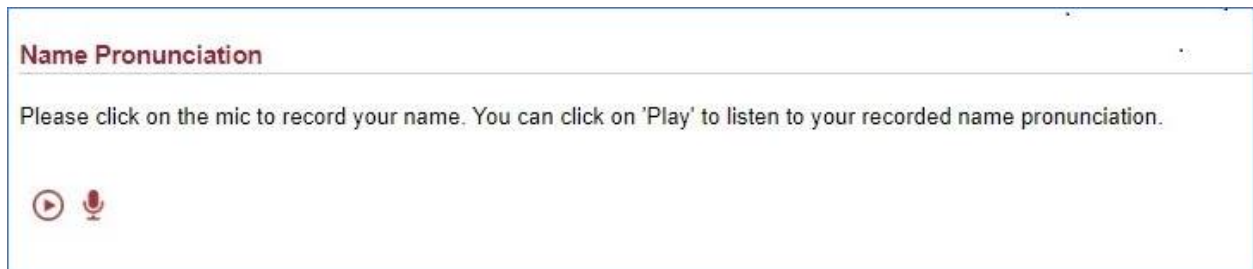 Name Pronunciation
Please click on the mic to record your name. You can click on 'Play' to listen to your recorded name pronunciation.